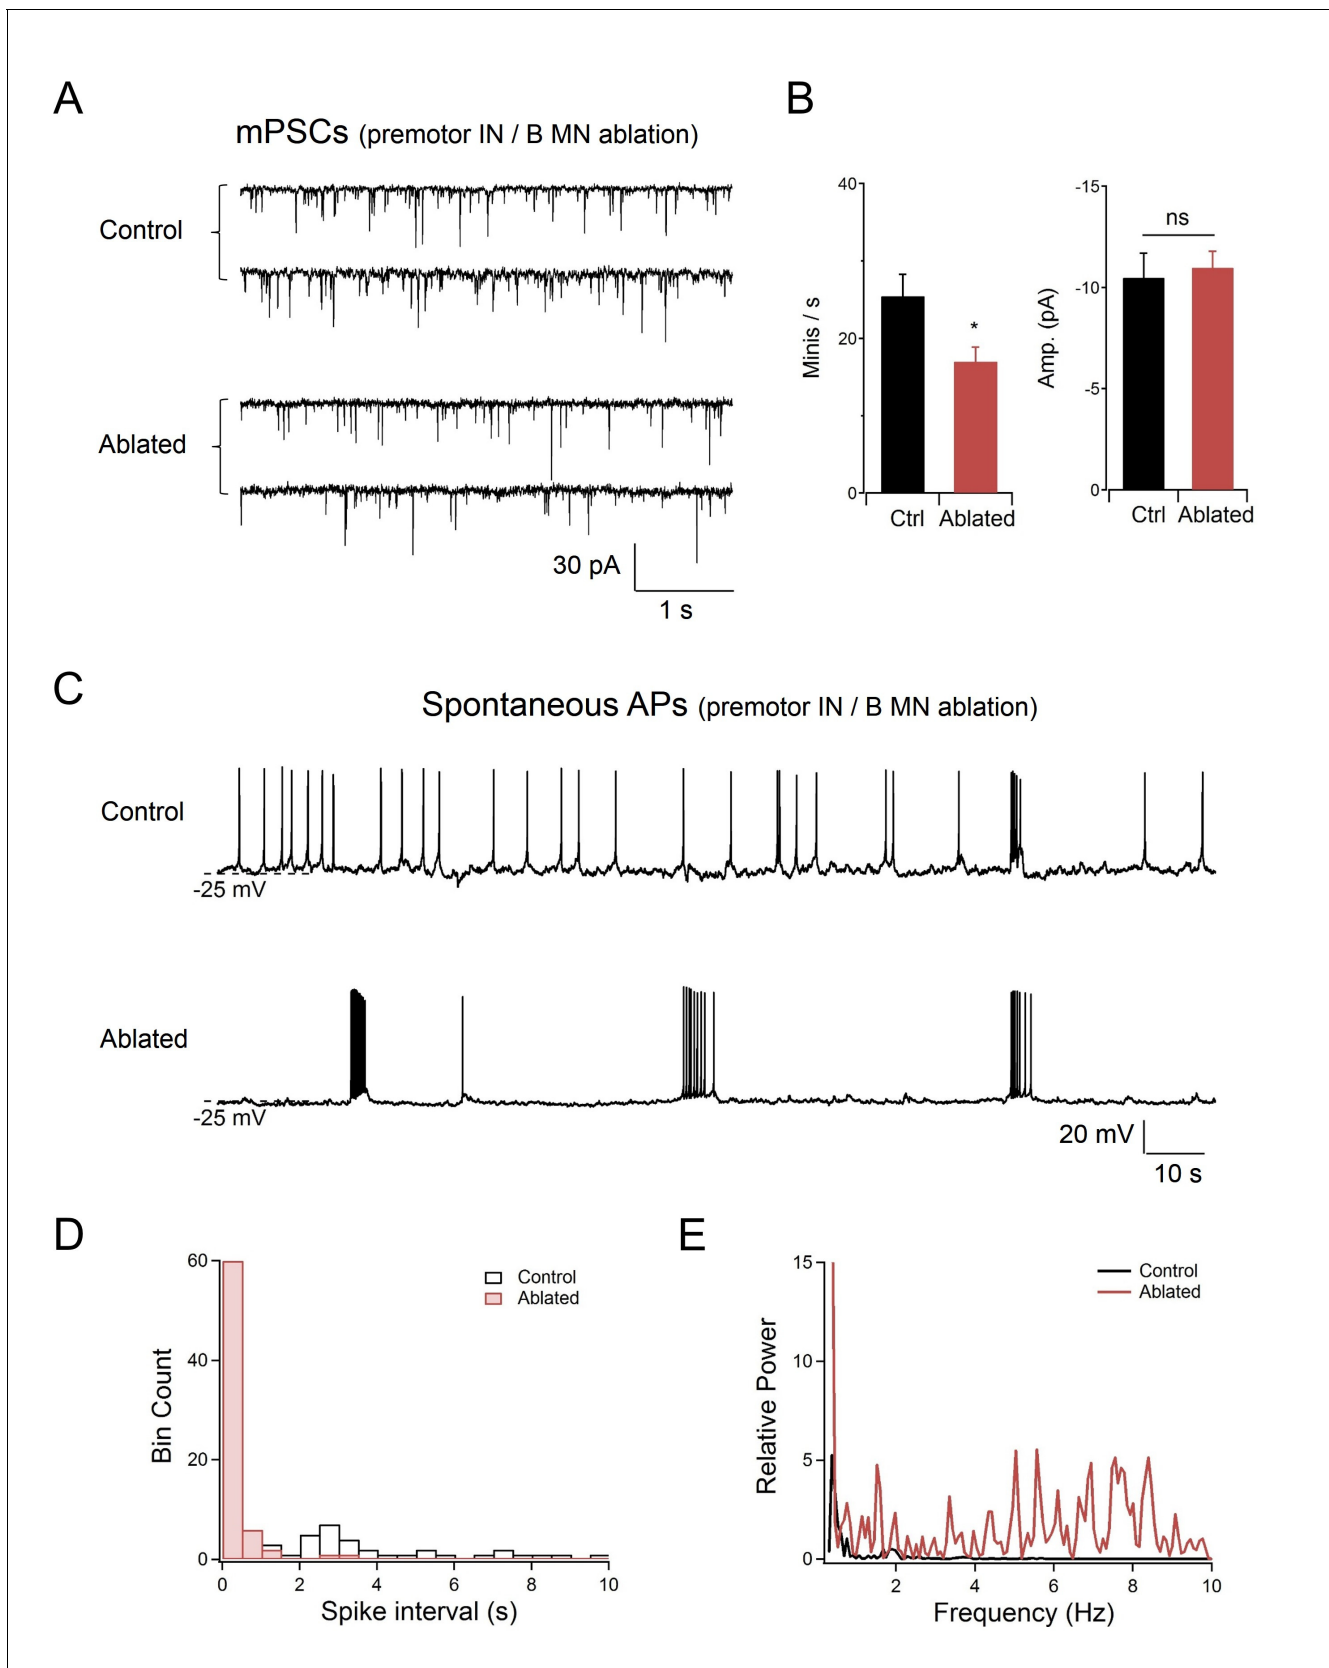 A
mPSCs (premotor IN / B MN ablation)
Control
Ablated
30 pA
1 s
B
Minis / s
40
20
0
*
Ctrl Ablated
Amp. (pA)
-15
-10
-5
0
ns
Ctrl Ablated
C
Spontaneous APs (premotor IN / B MN ablation)
Control
-25 mV
Ablated
-25 mV
20 mV
10 s
D
Bin Count
60
40
20
0
Control
Ablated
0 2 4 6 8 10
Spike interval (s)
E
Relative Power
15
10
5
0
Control
Ablated
2 4 6 8 10
Frequency (Hz)